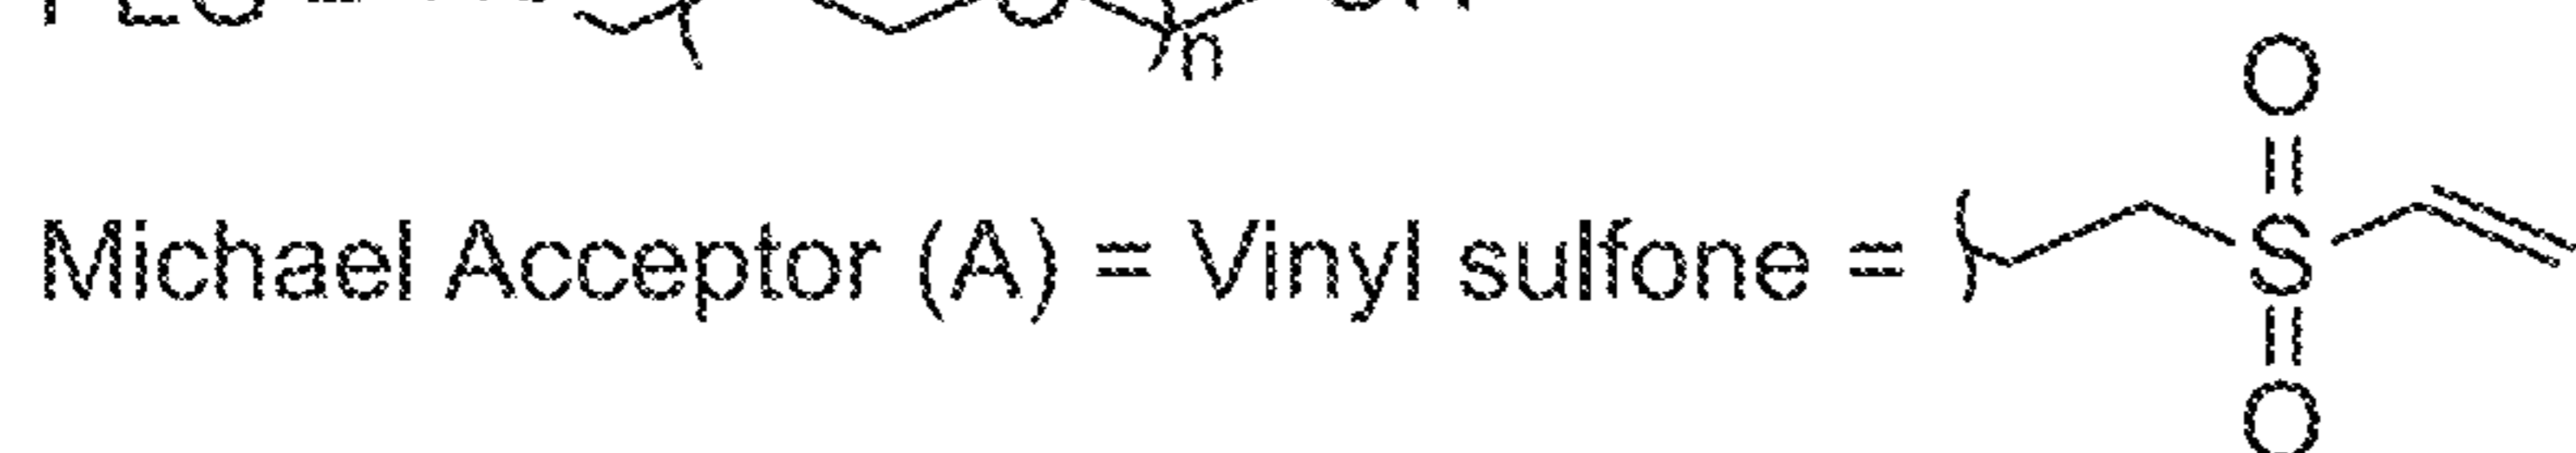 n
O
Michael Acceptor (A) = Vinyl sulfone = S
O